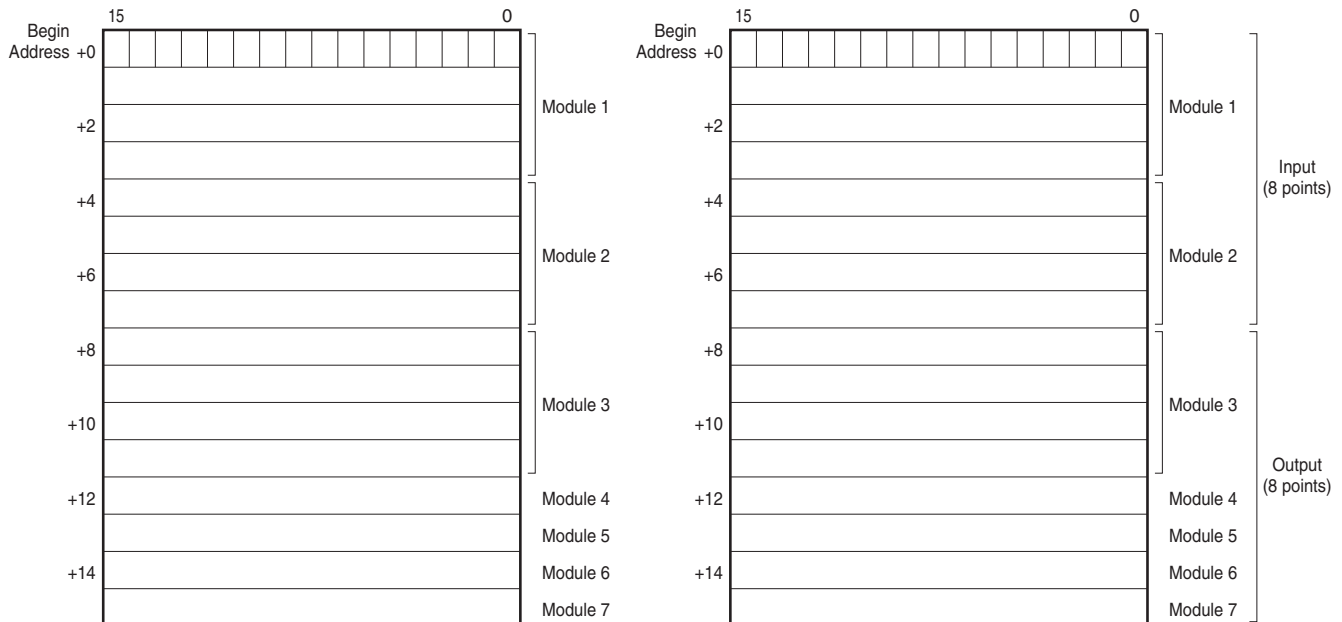 15 0
Begin
Address +0
+2
+4
+6
+8
+10
+12
+14
Module 1
Module 2
Module 3
Module 4
Module 5
Module 6
Module 7
15 0
Begin
Address +0
+2
+4
+6
+8
+10
+12
+14
Module 1
Module 2
Module 3
Module 4
Module 5
Module 6
Module 7
Input
(8 points)
Output
(8 points)